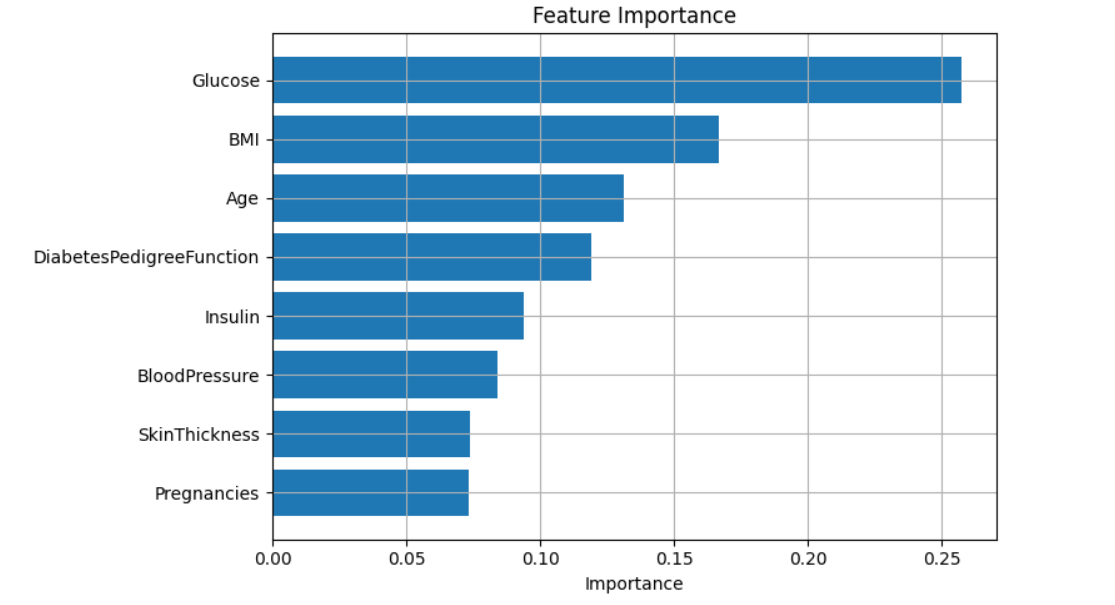 Feature Importance
Glucose
BMI
Age
DiabetesPedigreeFunction
Insulin
BloodPressure
SkinThickness
Pregnancies
0.00 0.05 0.10 0.15 0.20 0.25
Importance